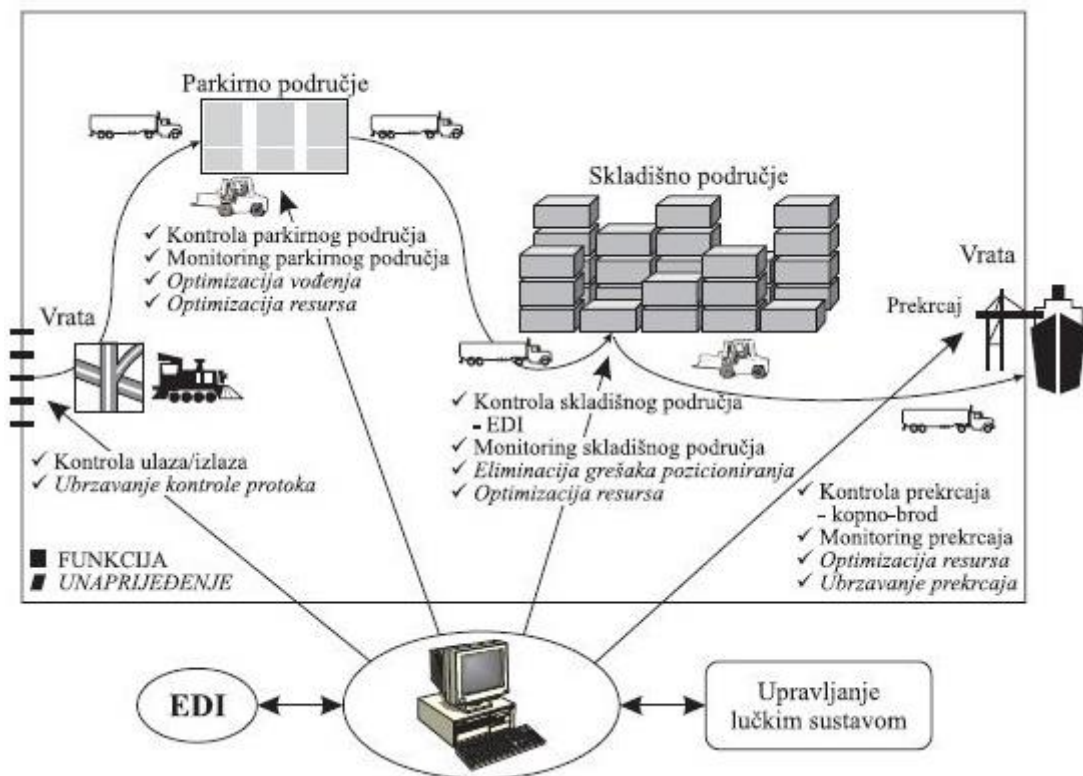 Parkirno područje
✓ Kontrola parkirnog područja
✓ Monitoring parkirnog područja
✓ Optimizacija vođenja
✓ Optimizacija resursa
Skladišno područje
Vrata
Prekrcaj
Vrata
✓ Kontrola ulaza/izlaza
✓ Ubrzavanje kontrole protoka
✓ Kontrola skladišnog područja
- EDI
✓ Monitoring skladišnog područja
✓ Eliminacija grešaka pozicioniranja
✓ Optimizacija resursa
✓ Kontrola prekrcaja
- kopno-brod
✓ Monitoring prekrcaja
✓ Optimizacija resursa
✓ Ubrzavanje prekrcaja
FUNKCIJA
UNAPRIJEĐENJE
EDI
Upravljanje
lučkim sustavom